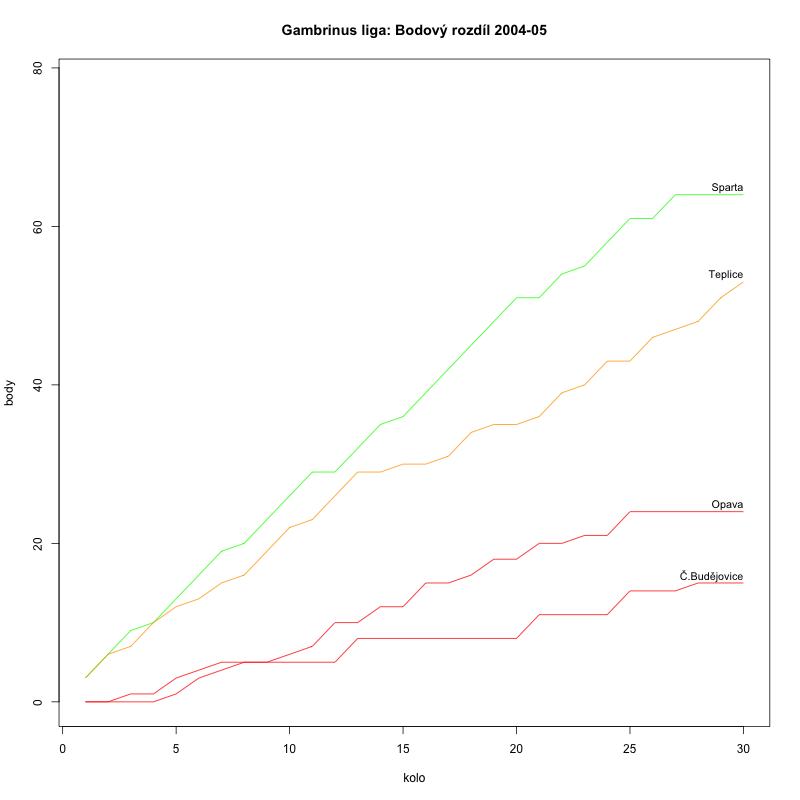 Gambrinus liga: Bodový rozdíl 2004-05
80
60
40
20
0
body
Sparta
Teplice
Opava
Č.Budějovice
0 5 10 15 20 25 30
kolo